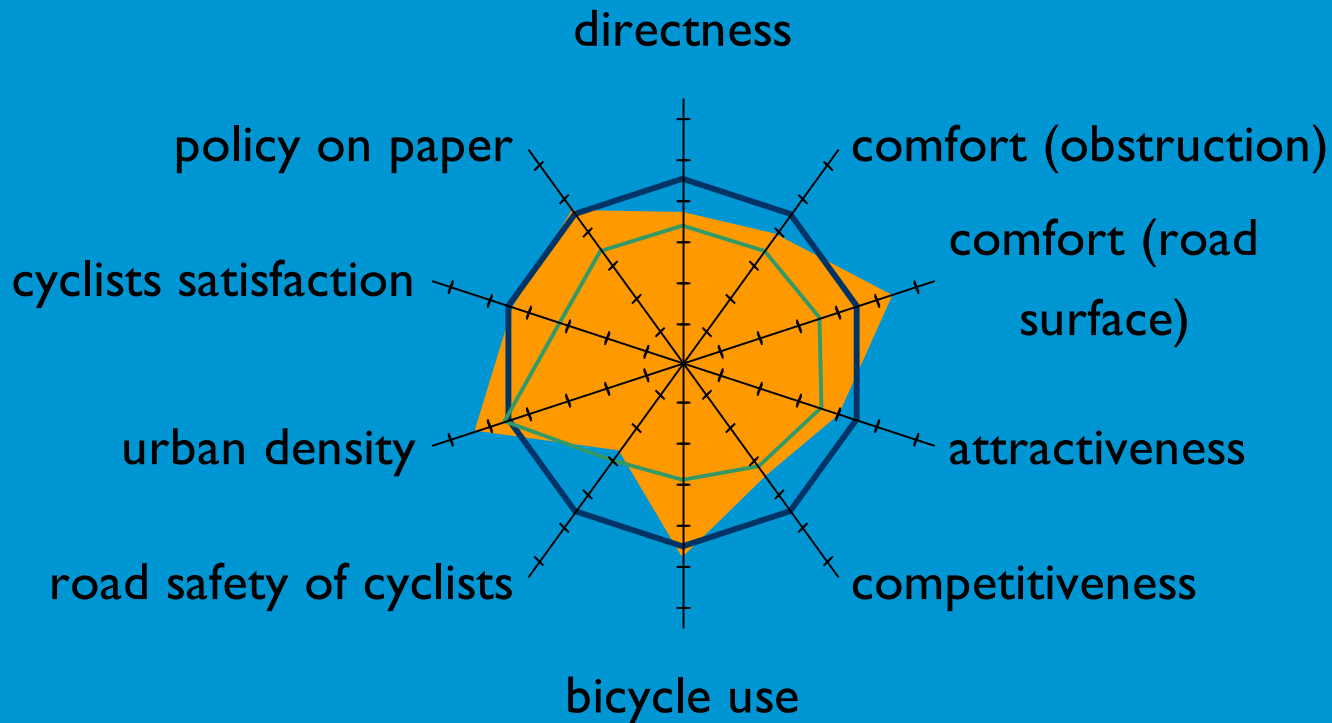 directness
policy on paper
comfort (obstruction)
comfort (road
surface)
cyclists satisfaction
urban density
attractiveness
road safety of cyclists
competitiveness
bicycle use